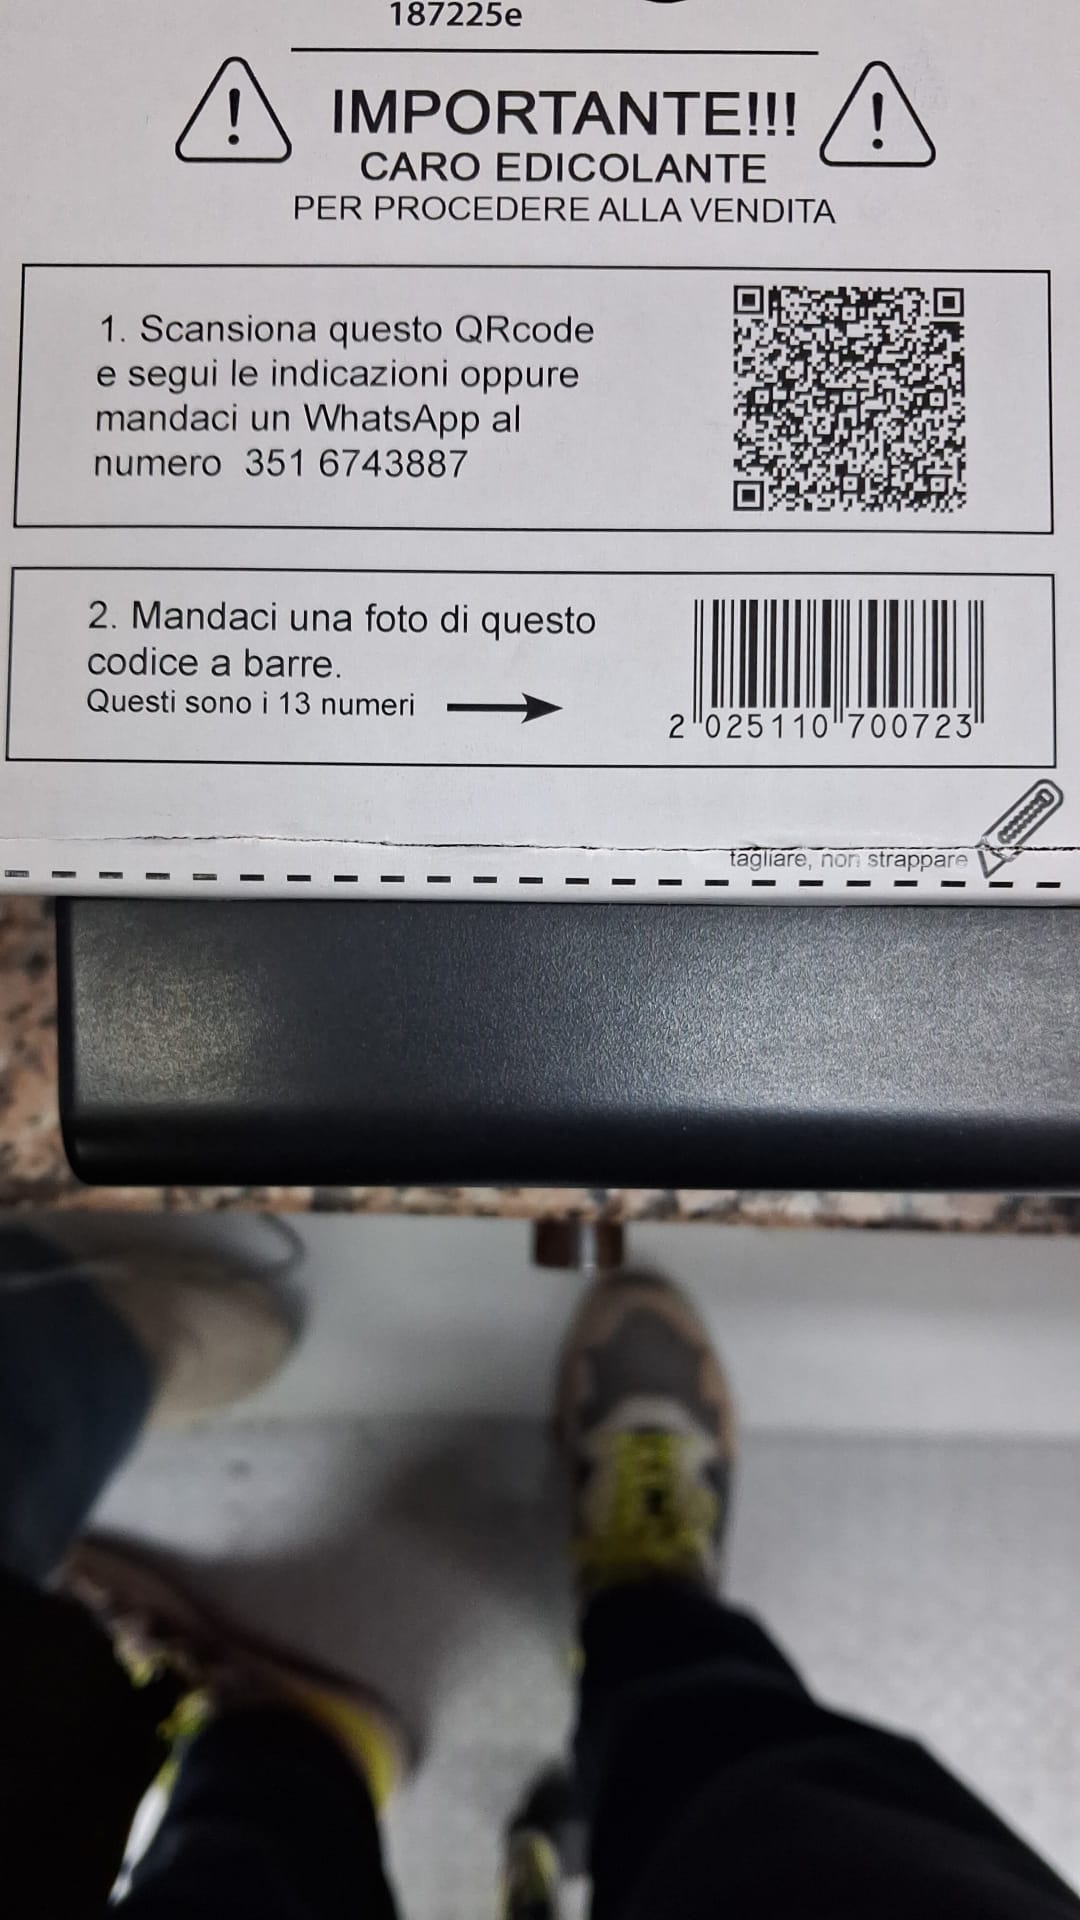 187225e
IMPORTANTE!!!
CARO EDICOLANTE
PER PROCEDERE ALLA VENDITA
1. Scansiona questo QRcode
e segui le indicazioni oppure
mandaci un WhatsApp al
numero 351 6743887
2. Mandaci una foto di questo
codice a barre.
Questi sono i 13 numeri
2 025110 700723
tagliare, non strappare